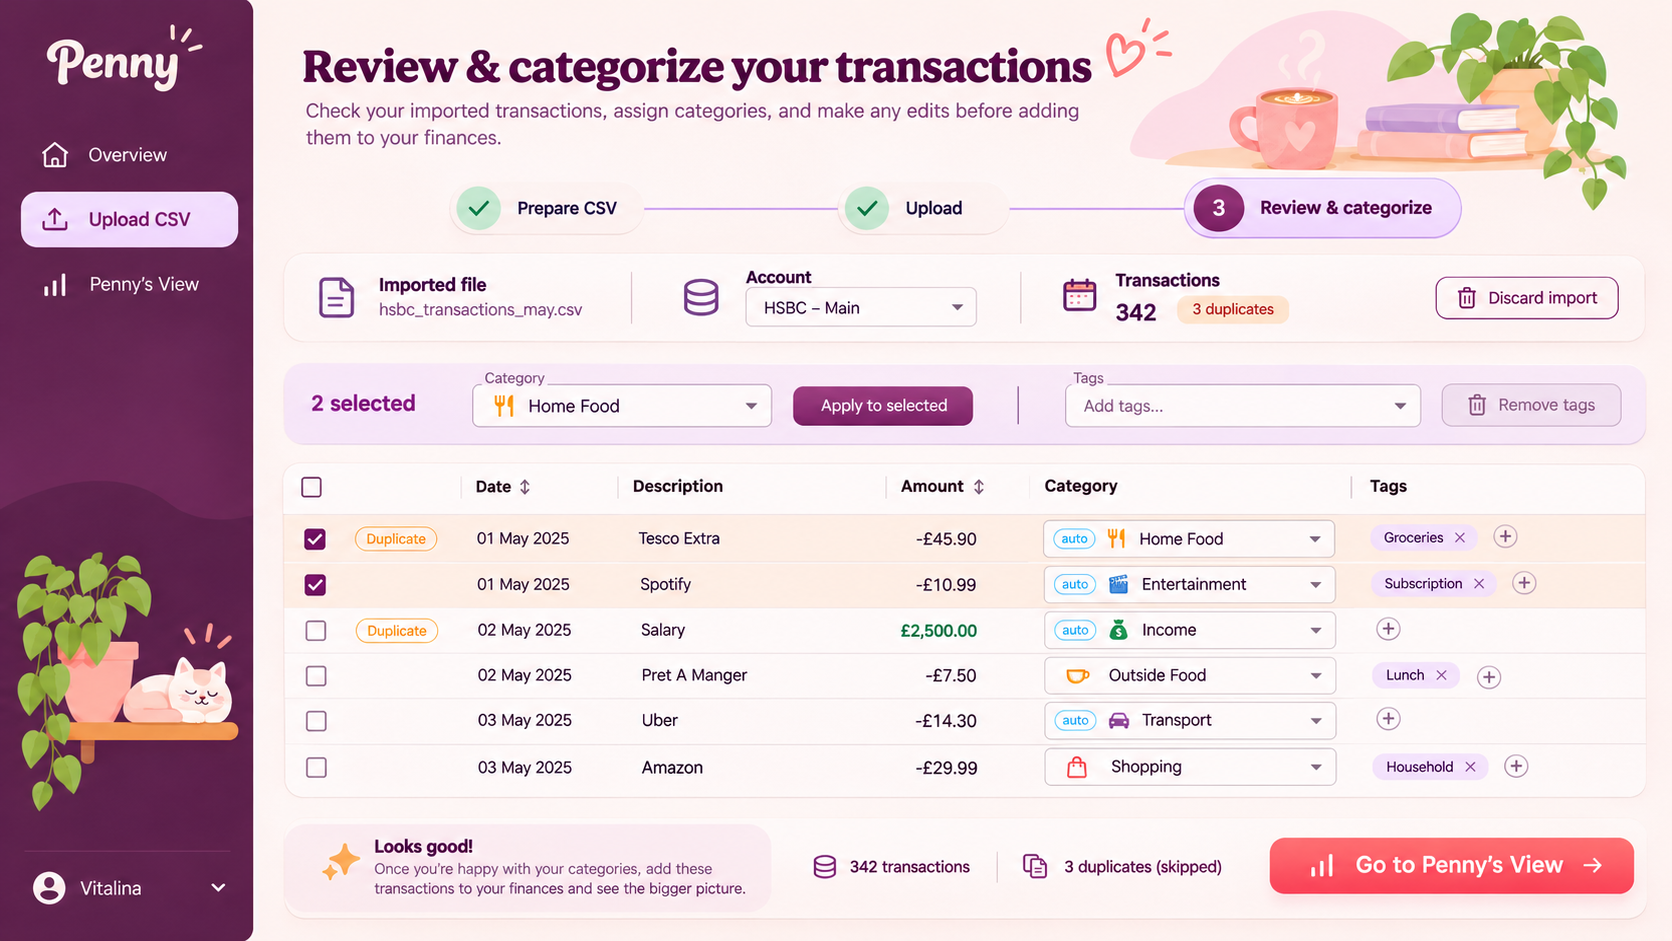 Penny
Overview
Upload CSV
Penny's View
Vitalina
Review & categorize your transactions
Check your imported transactions, assign categories, and make any edits before adding
them to your finances.
Prepare CSV
Upload
3 Review & categorize
Imported file
hsbc_transactions_may.csv
Account
HSBC – Main
Transactions
342 3 duplicates
Discard import
2 selected
Category
Home Food
Apply to selected
Tags
Add tags...
Remove tags
Date Description Amount Category Tags
Duplicate 01 May 2025 Tesco Extra -£45.90 auto Home Food Groceries
01 May 2025 Spotify -£10.99 auto Entertainment Subscription
Duplicate 02 May 2025 Salary £2,500.00 auto Income
02 May 2025 Pret A Manger -£7.50 Outside Food Lunch
03 May 2025 Uber -£14.30 auto Transport
03 May 2025 Amazon -£29.99 Shopping Household
Looks good!
Once you're happy with your categories, add these
transactions to your finances and see the bigger picture.
342 transactions
3 duplicates (skipped)
Go to Penny's View →